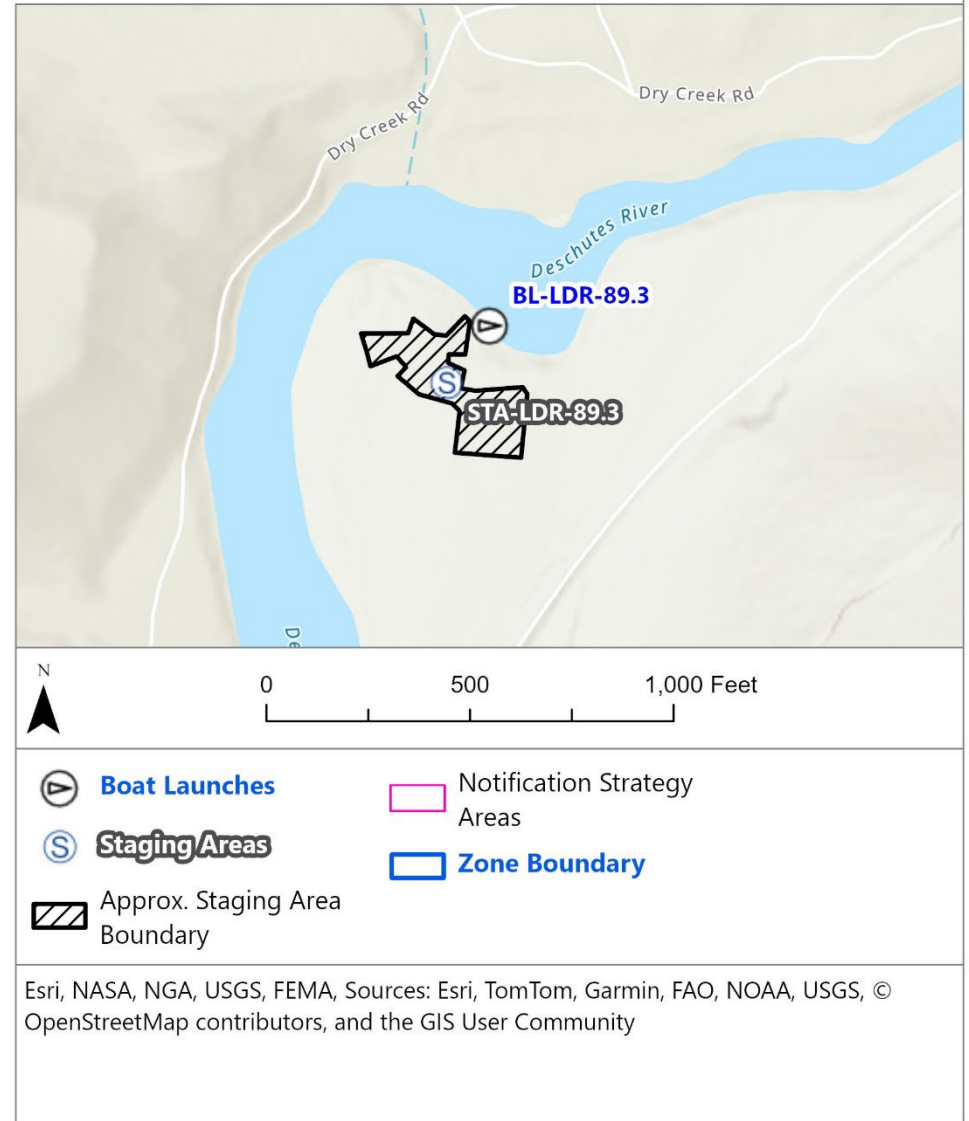 Dry Creek Rd
Dry Creek Rd
Deschutes River
BL-LDR-89.3
S
STA-LDR-89.3
De
N
0 500 1,000 Feet
Boat Launches
Notification Strategy
Areas
S Staging Areas
Zone Boundary
Approx. Staging Area
Boundary
Esri, NASA, NGA, USGS, FEMA, Sources: Esri, TomTom, Garmin, FAO, NOAA, USGS, ©
OpenStreetMap contributors, and the GIS User Community